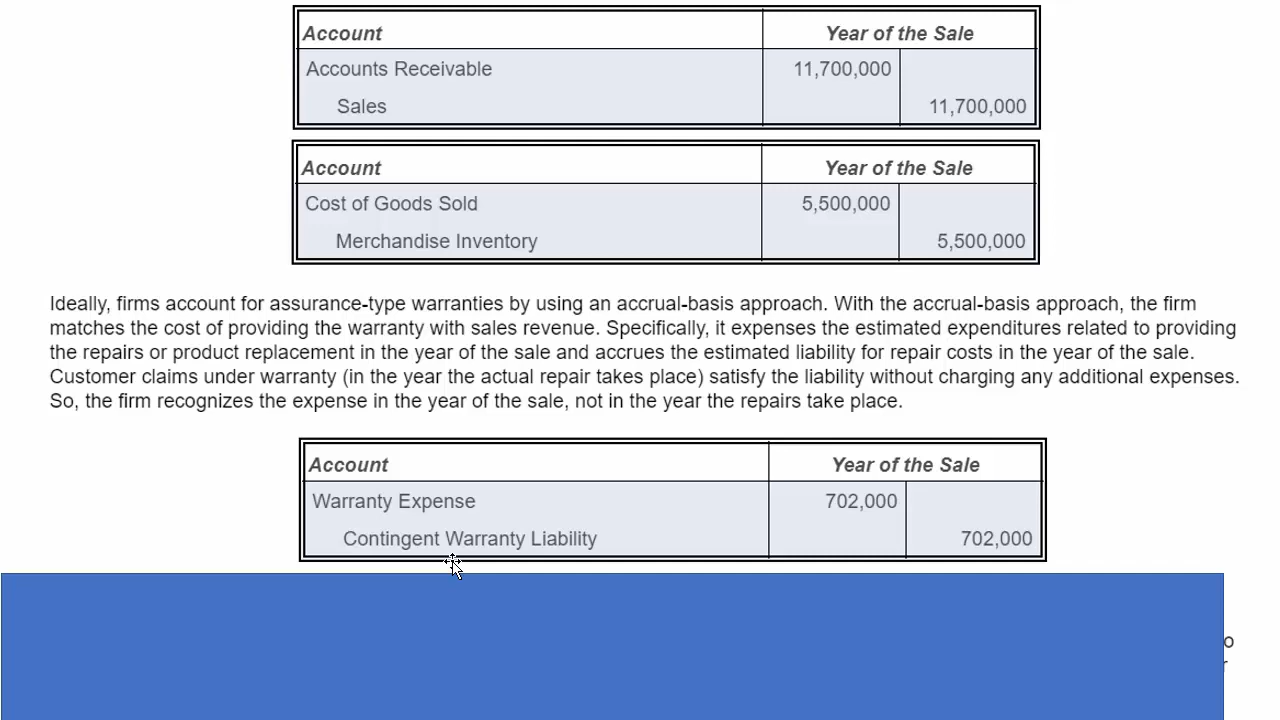 Account Year of the Sale
Accounts Receivable 11,700,000
Sales 11,700,000
Account Year of the Sale
Cost of Goods Sold 5,500,000
Merchandise Inventory 5,500,000
Ideally, firms account for assurance-type warranties by using an accrual-basis approach. With the accrual-basis approach, the firm
matches the cost of providing the warranty with sales revenue. Specifically, it expenses the estimated expenditures related to providing
the repairs or product replacement in the year of the sale and accrues the estimated liability for repair costs in the year of the sale.
Customer claims under warranty (in the year the actual repair takes place) satisfy the liability without charging any additional expenses.
So, the firm recognizes the expense in the year of the sale, not in the year the repairs take place.
Account Year of the Sale
Warranty Expense 702,000
Contingent Warranty Liability 702,000